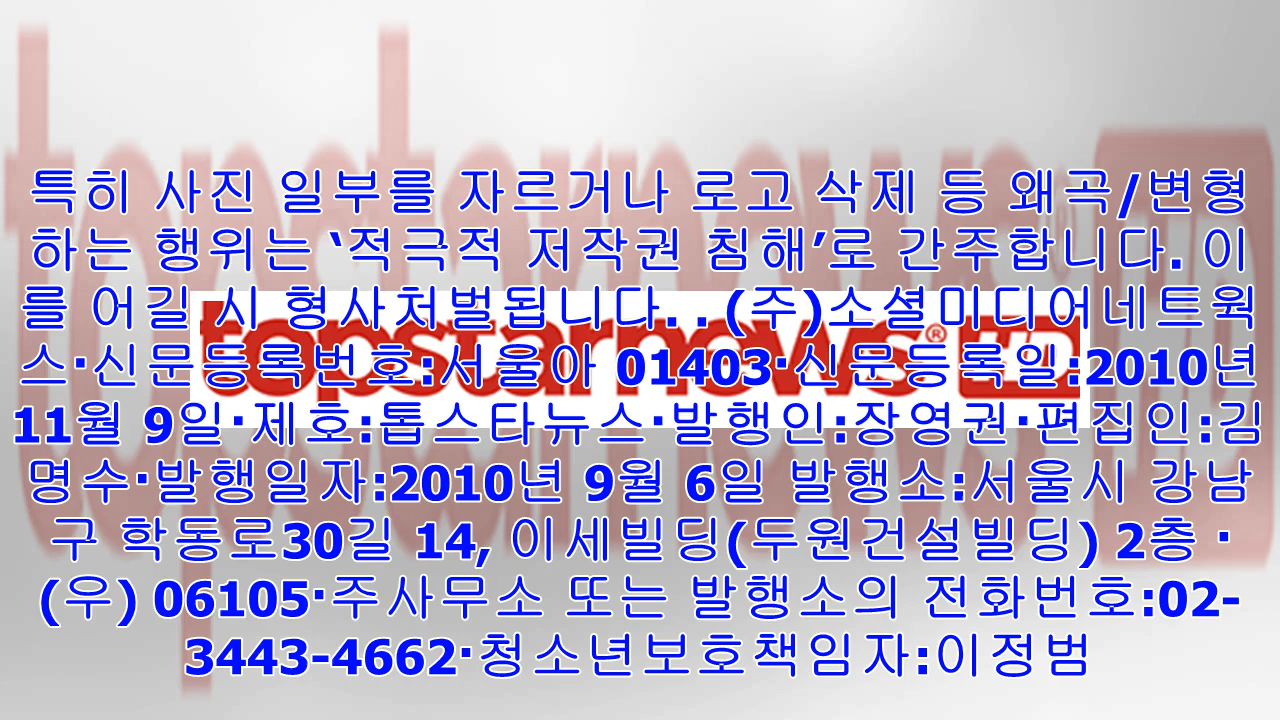 특히 사진 일부를 자르거나 로고 삭제 등 왜곡/변형
하는 행위는 ‘적극적 저작권 침해’로 간주합니다. 이
를 어길 시 형사처벌됩니다. . (주)소셜미디어네트웍
스·신문등록번호:서울아 01403·신문등록일:2010년
11월 9일·제호:톱스타뉴스·발행인:장영권·편집인:김
명수·발행일자:2010년 9월 6일 발행소:서울시 강남
구 학동로30길 14, 이세빌딩(두원건설빌딩) 2층 ·
(우) 06105·주사무소 또는 발행소의 전화번호:02-
3443-4662·청소년보호책임자:이정범
topstarnews® HD